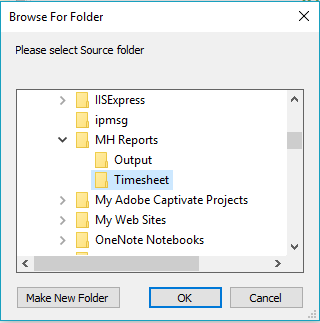 Browse For Folder
Please select Source folder
IISExpress
ipmsg
MH Reports
Output
Timesheet
My Adobe Captivate Projects
My Web Sites
OneNote Notebooks
Make New Folder
OK
Cancel